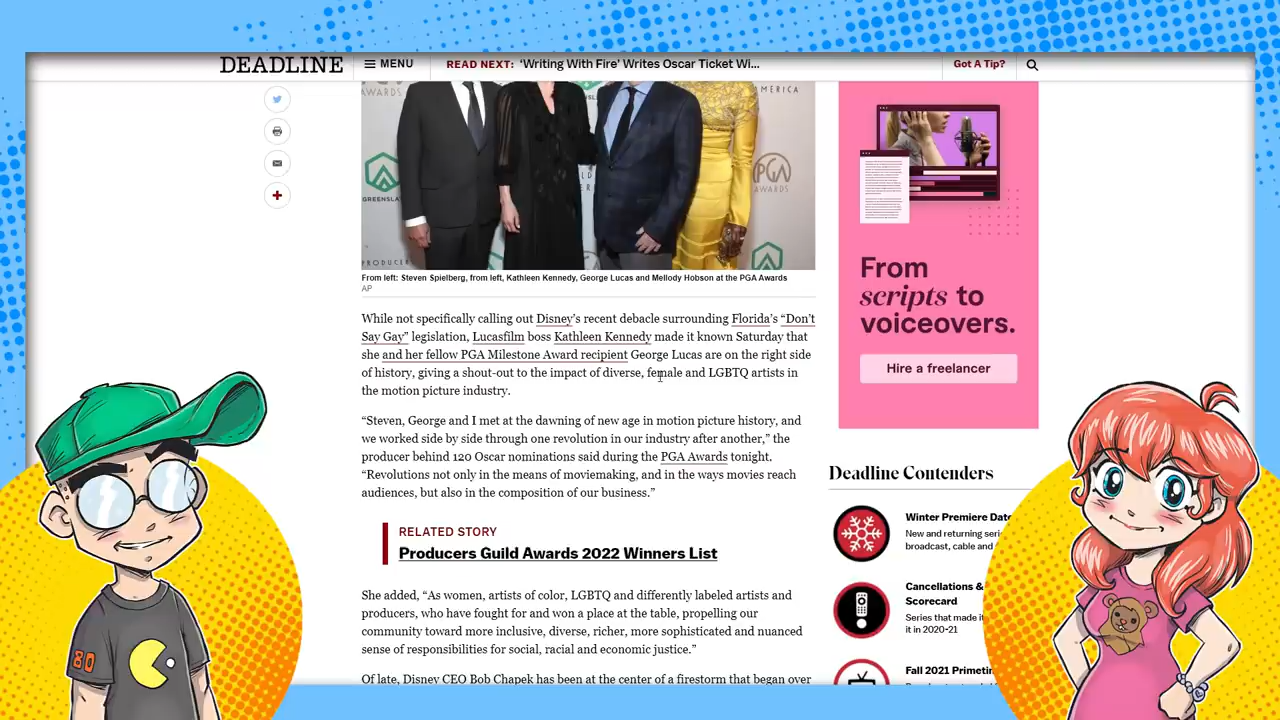 DEADLINE
MENU
READ NEXT: ‘Writing With Fire’ Writes Oscar Ticket Wi...
Got A Tip?
AWARDS
AMERICA
PGA
AWARDS
GREENSLA
PRODUCE
From left: Steven Spielberg, from left, Kathleen Kennedy, George Lucas and Mellody Hobson at the PGA Awards
AP
While not specifically calling out Disney’s recent debacle surrounding Florida’s “Don’t
Say Gay” legislation, Lucasfilm boss Kathleen Kennedy made it known Saturday that
she and her fellow PGA Milestone Award recipient George Lucas are on the right side
of history, giving a shout-out to the impact of diverse, female and LGBTQ artists in
the motion picture industry.
“Steven, George and I met at the dawning of new age in motion picture history, and
we worked side by side through one revolution in our industry after another,” the
producer behind 120 Oscar nominations said during the PGA Awards tonight.
“Revolutions not only in the means of moviemaking, and in the ways movies reach
audiences, but also in the composition of our business.”
RELATED STORY
Producers Guild Awards 2022 Winners List
She added, “As women, artists of color, LGBTQ and differently labeled artists and
producers, who have fought for and won a place at the table, propelling our
community toward more inclusive, diverse, richer, more sophisticated and nuanced
sense of responsibilities for social, racial and economic justice.”
Of late, Disney CEO Bob Chapek has been at the center of a firestorm that began over
From
scripts to
voiceovers.
Hire a freelancer
Deadline Contenders
Winter Premiere Date
New and returning seri
broadcast, cable and
Cancellations &
Scorecard
Series that made it
it in 2020-21
Fall 2021 Primetin
80